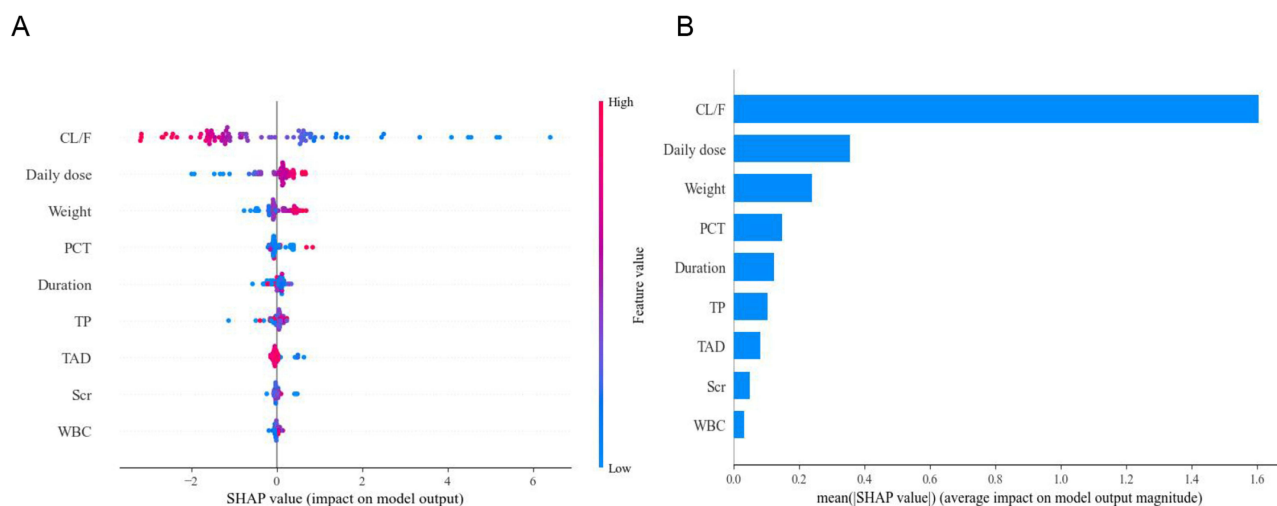 A
CL/F
Daily dose
Weight
PCT
Duration
TP
TAD
Scr
WBC
−2 0 2 4 6
SHAP value (impact on model output)
High
Feature value
Low
B
CL/F
Daily dose
Weight
PCT
Duration
TP
TAD
Scr
WBC
0.0 0.2 0.4 0.6 0.8 1.0 1.2 1.4 1.6
mean(|SHAP value|) (average impact on model output magnitude)